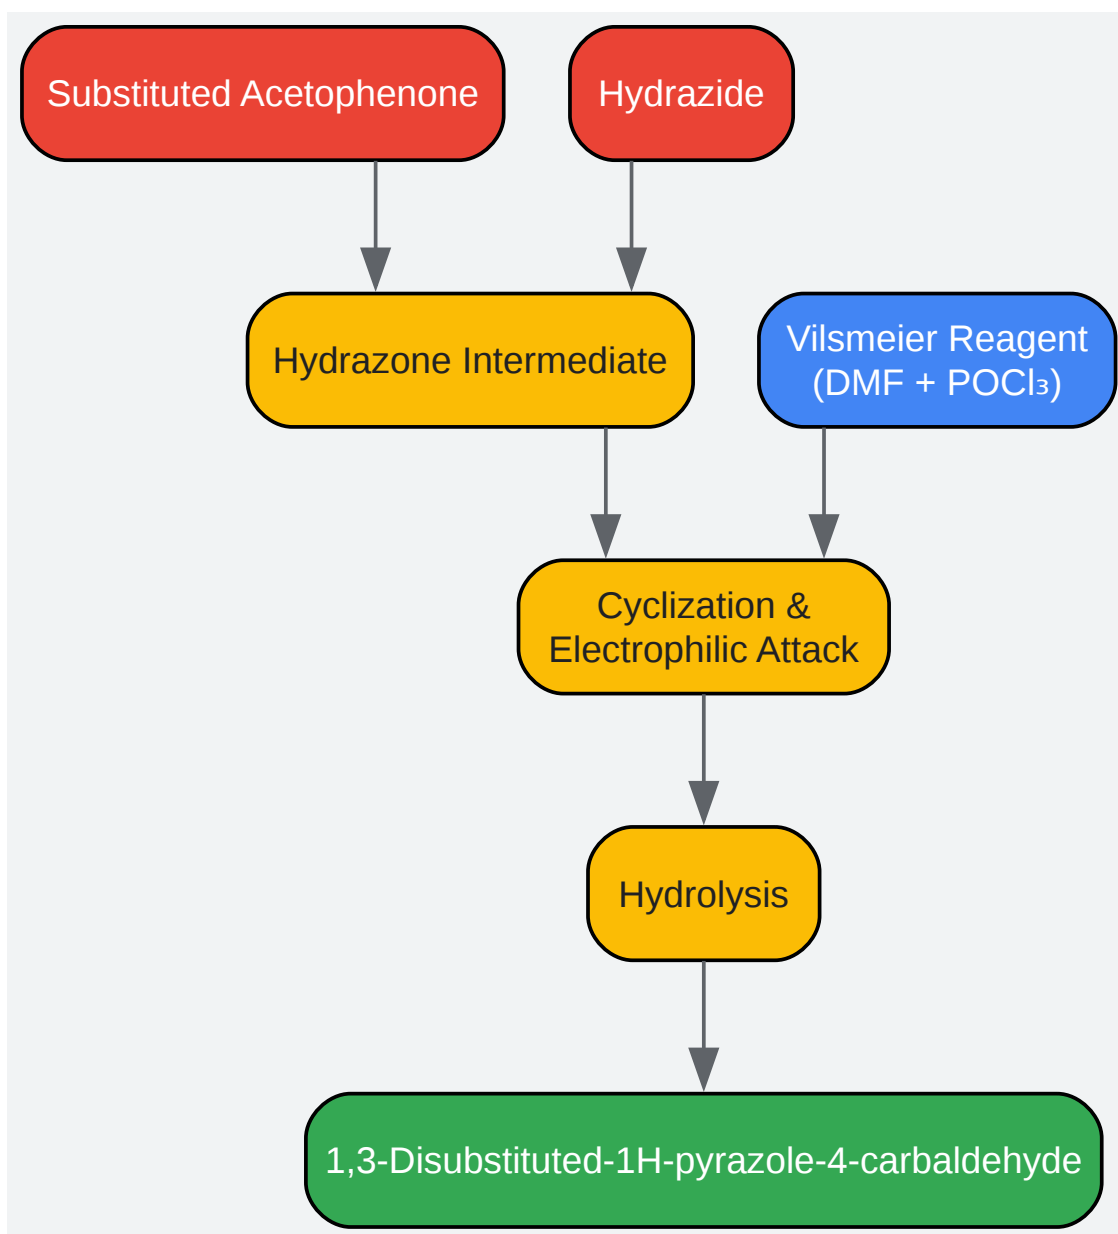 Substituted Acetophenone
Hydrazide
Hydrazone Intermediate
Vilsmeier Reagent
(DMF + POCl₃)
Cyclization &
Electrophilic Attack
Hydrolysis
1,3-Disubstituted-1H-pyrazole-4-carbaldehyde